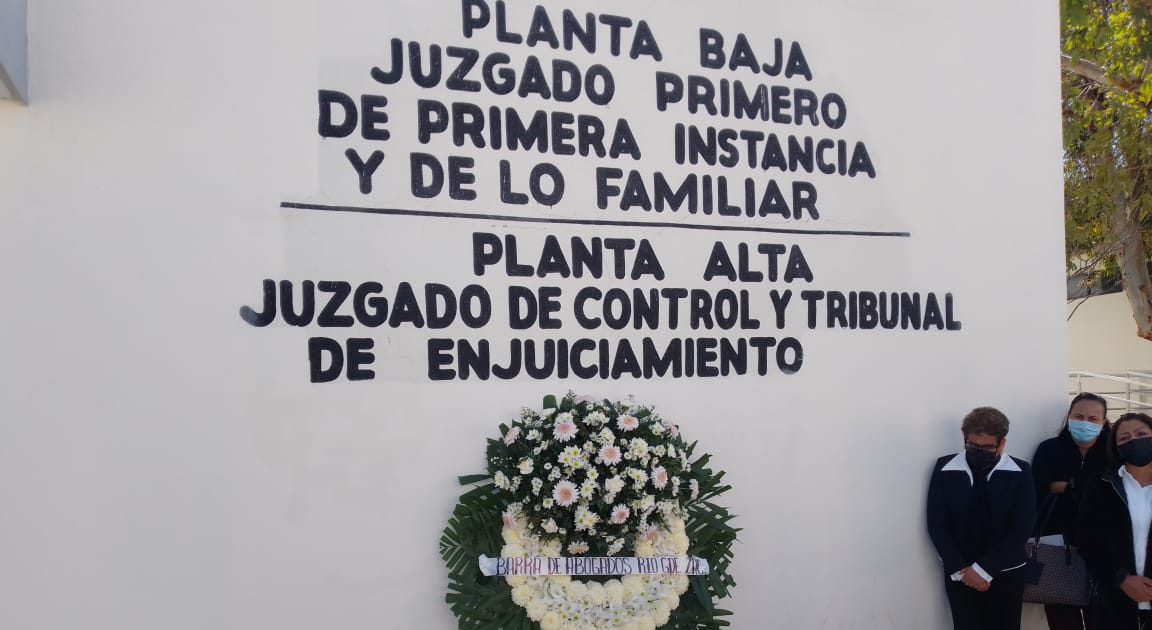 PLANTA BAJA
JUZGADO PRIMERO
DE PRIMERA INSTANCIA
Y DE LO FAMILIAR
PLANTA ALTA
JUZGADO DE CONTROL Y TRIBUNAL
DE ENJUICIAMIENTO
BARRA DE ABOGADOS RIO GDE ZAC.